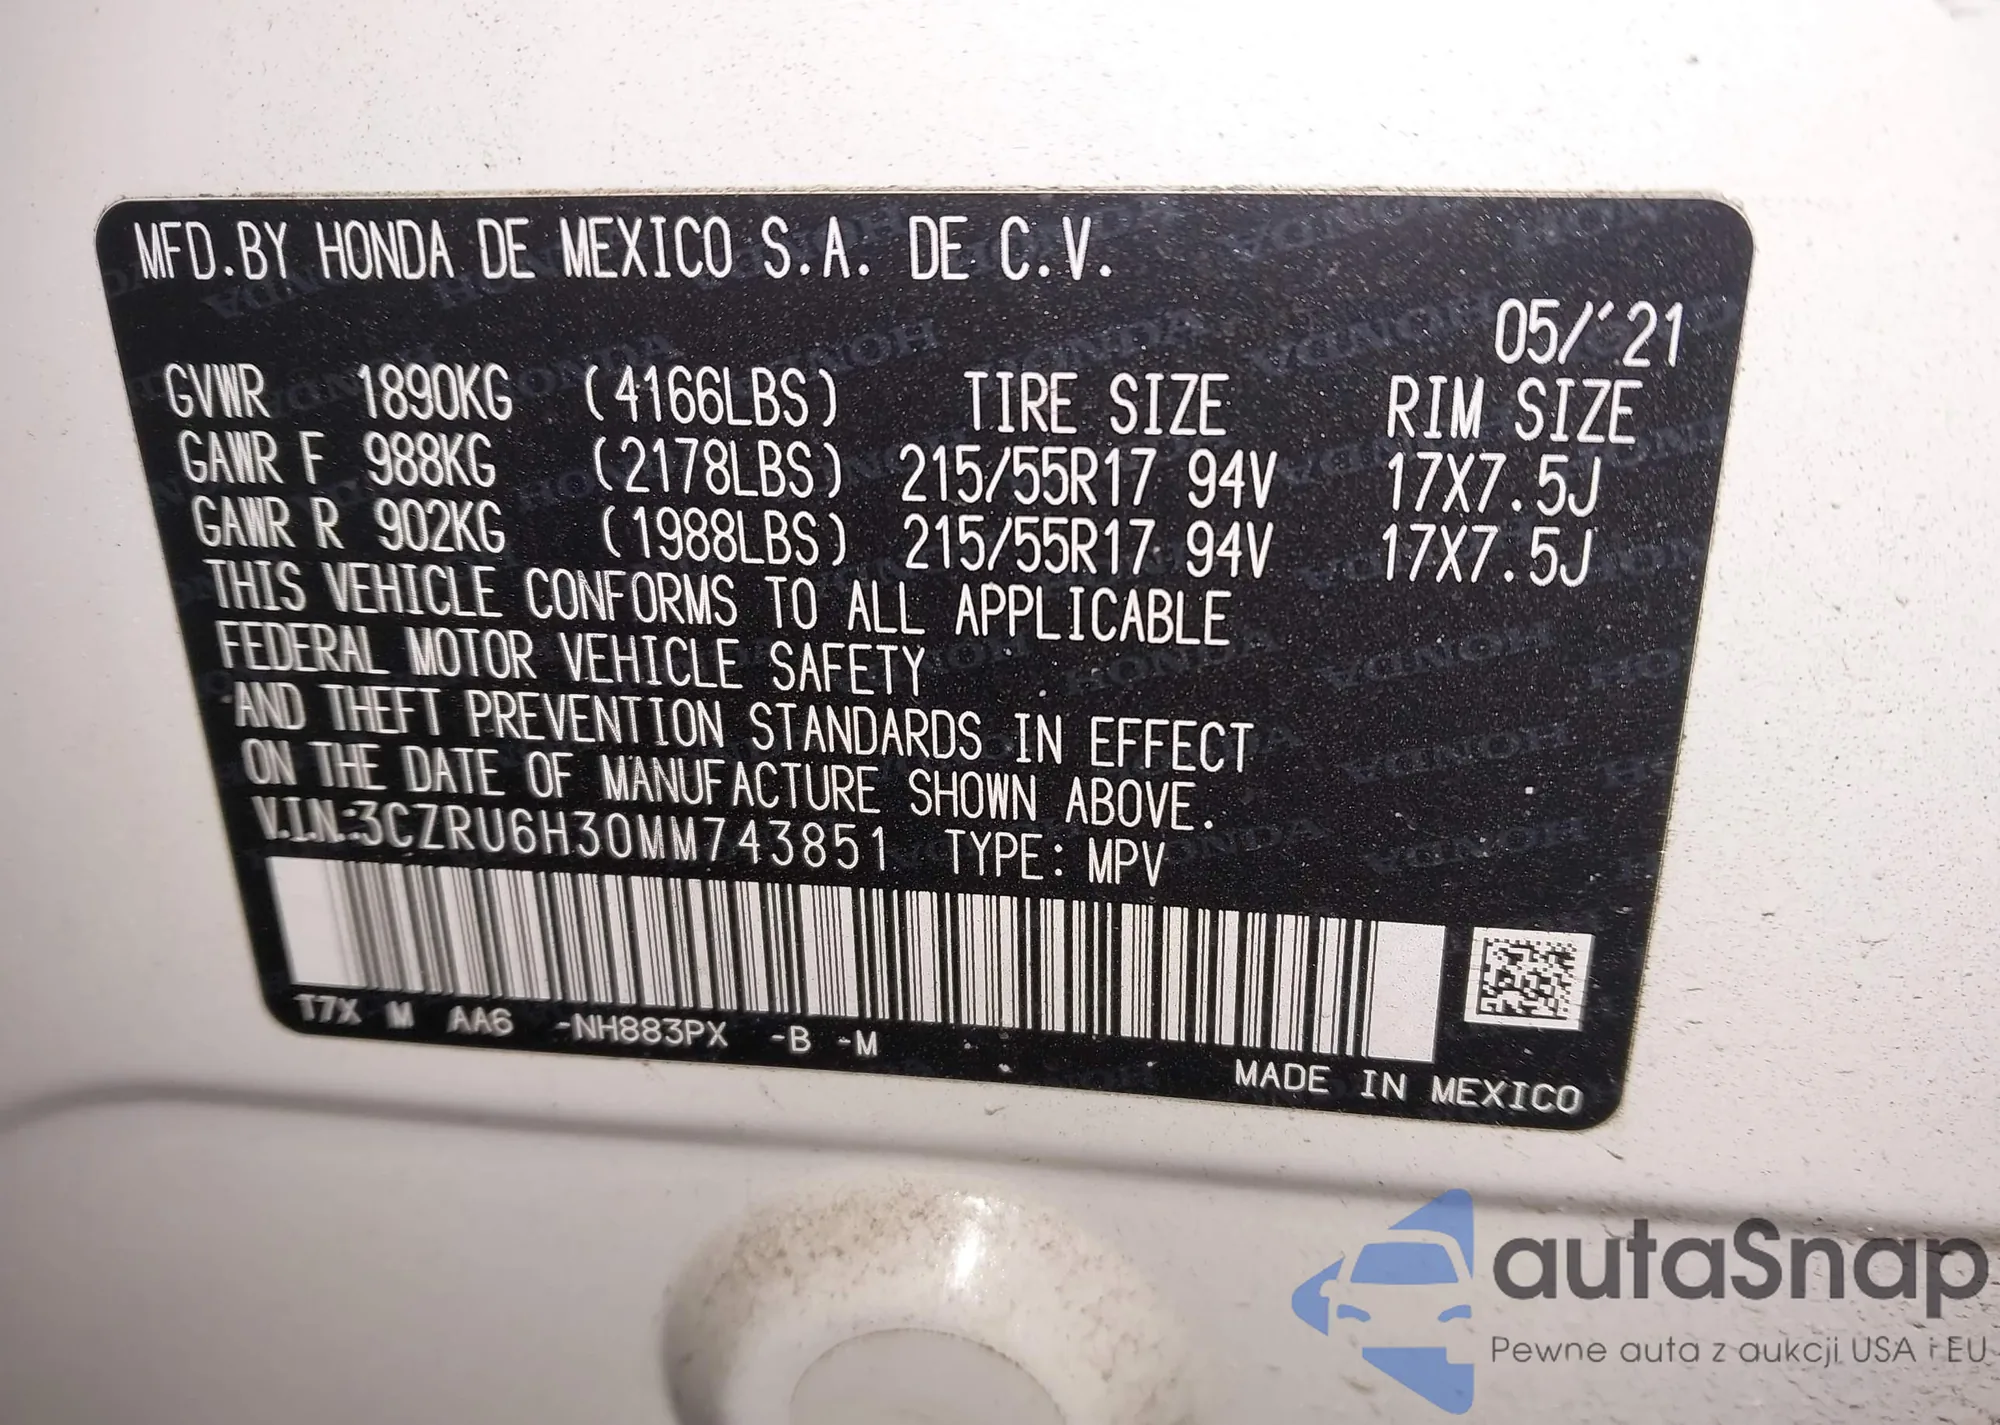 MFD.BY HONDA DE MEXICO S.A. DE C.V.
05/'21
GVWR 1890KG (4166LBS) TIRE SIZE RIM SIZE
GAWR F 988KG (2178LBS) 215/55R17 94V 17X7.5J
GAWR R 902KG (1988LBS) 215/55R17 94V 17X7.5J
THIS VEHICLE CONFORMS TO ALL APPLICABLE
FEDERAL MOTOR VEHICLE SAFETY
AND THEFT PREVENTION STANDARDS IN EFFECT
ON THE DATE OF MANUFACTURE SHOWN ABOVE.
V.I.N:3CZRU6H30MM743851 TYPE: MPV
T7X M AA6 -NH883PX -B -M
MADE IN MEXICO
autoSnap
Pewne auta z aukcji USA i EU